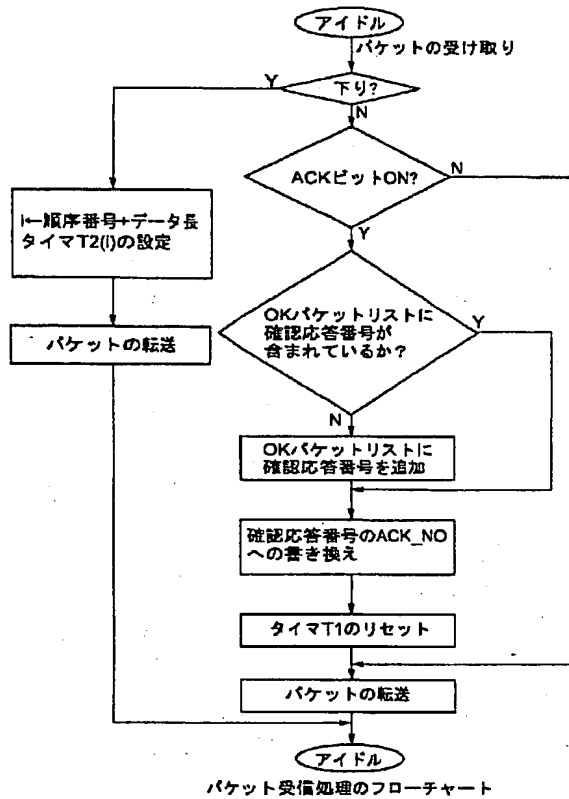 アイドル
パケットの受け取り
Y
下り?
N
ACKビットON?
N
i←順序番号+データ長
タイマT2(i)の設定
Y
OKパケットリストに
確認応答番号が
含まれているか?
Y
パケットの転送
N
OKパケットリストに
確認応答番号を追加
確認応答番号のACK_NO
への書き換え
タイマT1のリセット
パケットの転送
アイドル
パケット受信処理のフローチャート